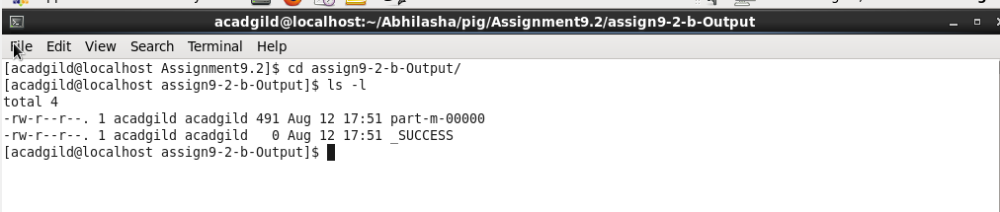 acadgild@localhost:~/Abhilasha/pig/Assignment9.2/assign9-2-b-Output
File Edit View Search Terminal Help
[acadgild@localhost Assignment9.2]$ cd assign9-2-b-Output/
[acadgild@localhost assign9-2-b-Output]$ ls -l
total 4
-rw-r--r--. 1 acadgild acadgild 491 Aug 12 17:51 part-m-00000
-rw-r--r--. 1 acadgild acadgild   0 Aug 12 17:51 _SUCCESS
[acadgild@localhost assign9-2-b-Output]$